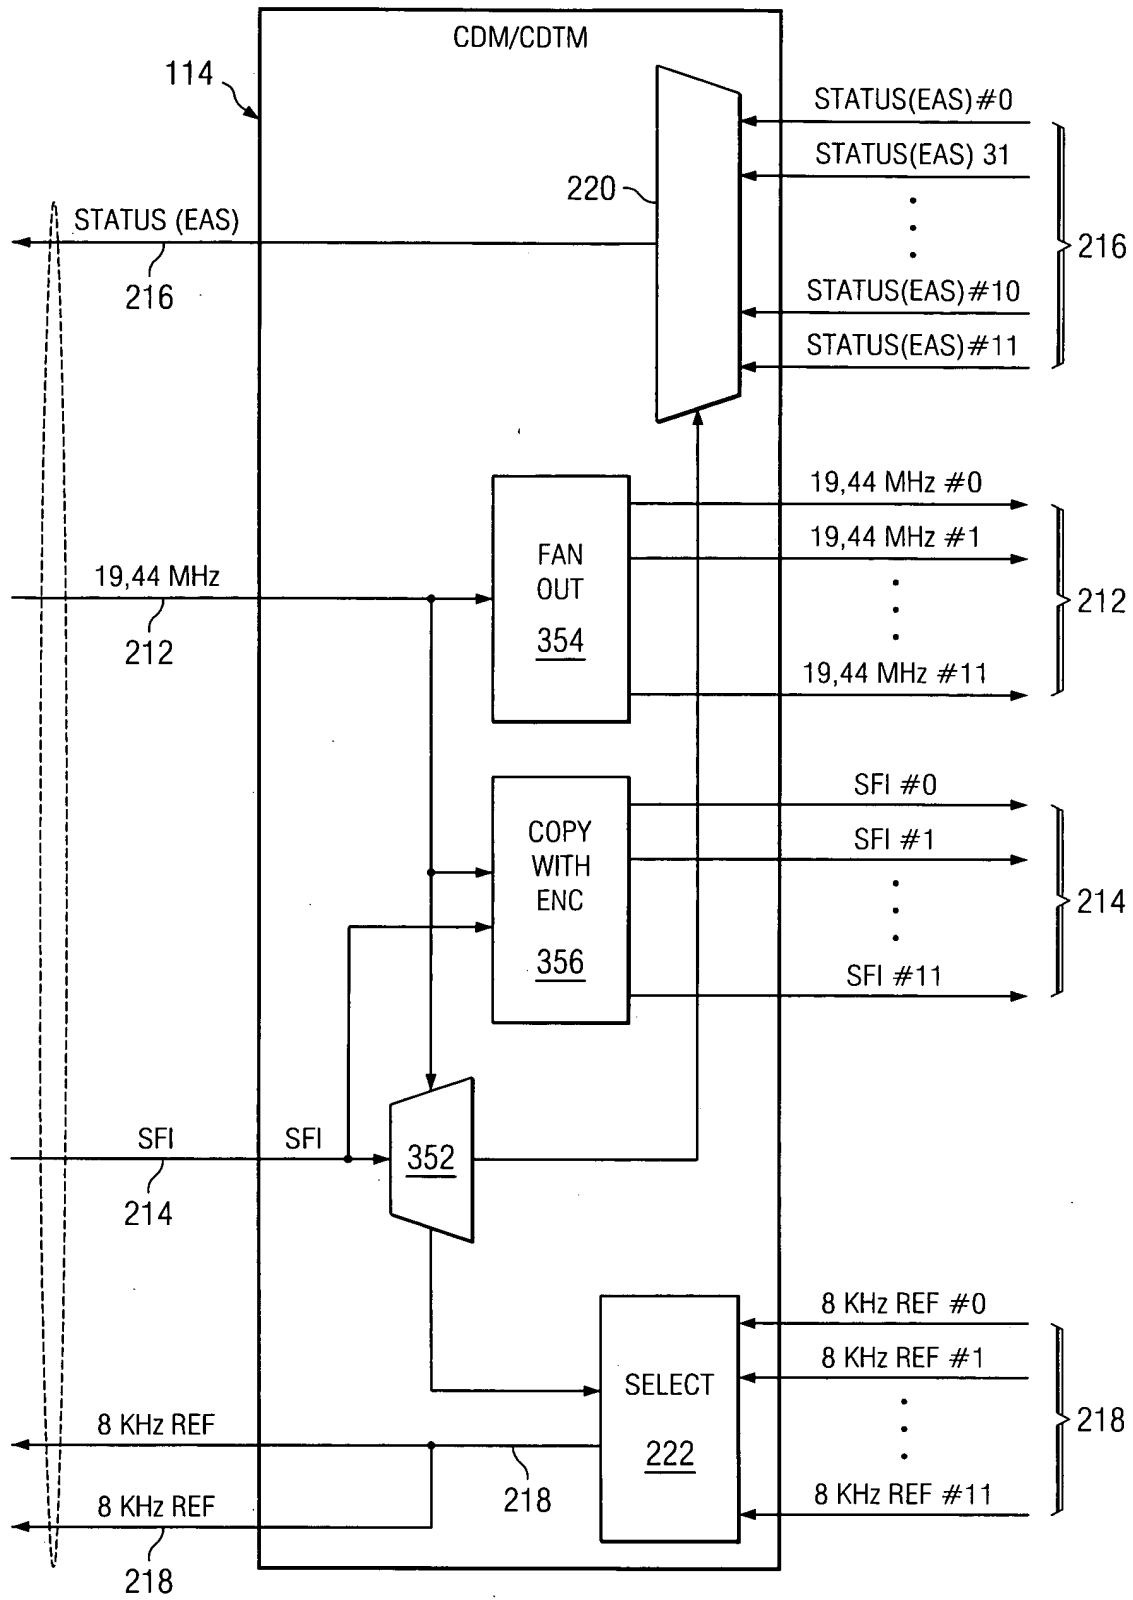 CDM/CDTM
114
STATUS(EAS)#0
STATUS(EAS) 31
220
STATUS (EAS)
216
216
STATUS(EAS)#10
STATUS(EAS)#11
19,44 MHz #0
FAN
OUT
354
19,44 MHz #1
19,44 MHz
212
212
19,44 MHz #11
SFI #0
COPY
WITH
ENC
356
SFI #1
214
SFI #11
SFI
SFI
352
214
8 KHz REF #0
SELECT
222
8 KHz REF #1
218
8 KHz REF
218
8 KHz REF #11
8 KHz REF
218